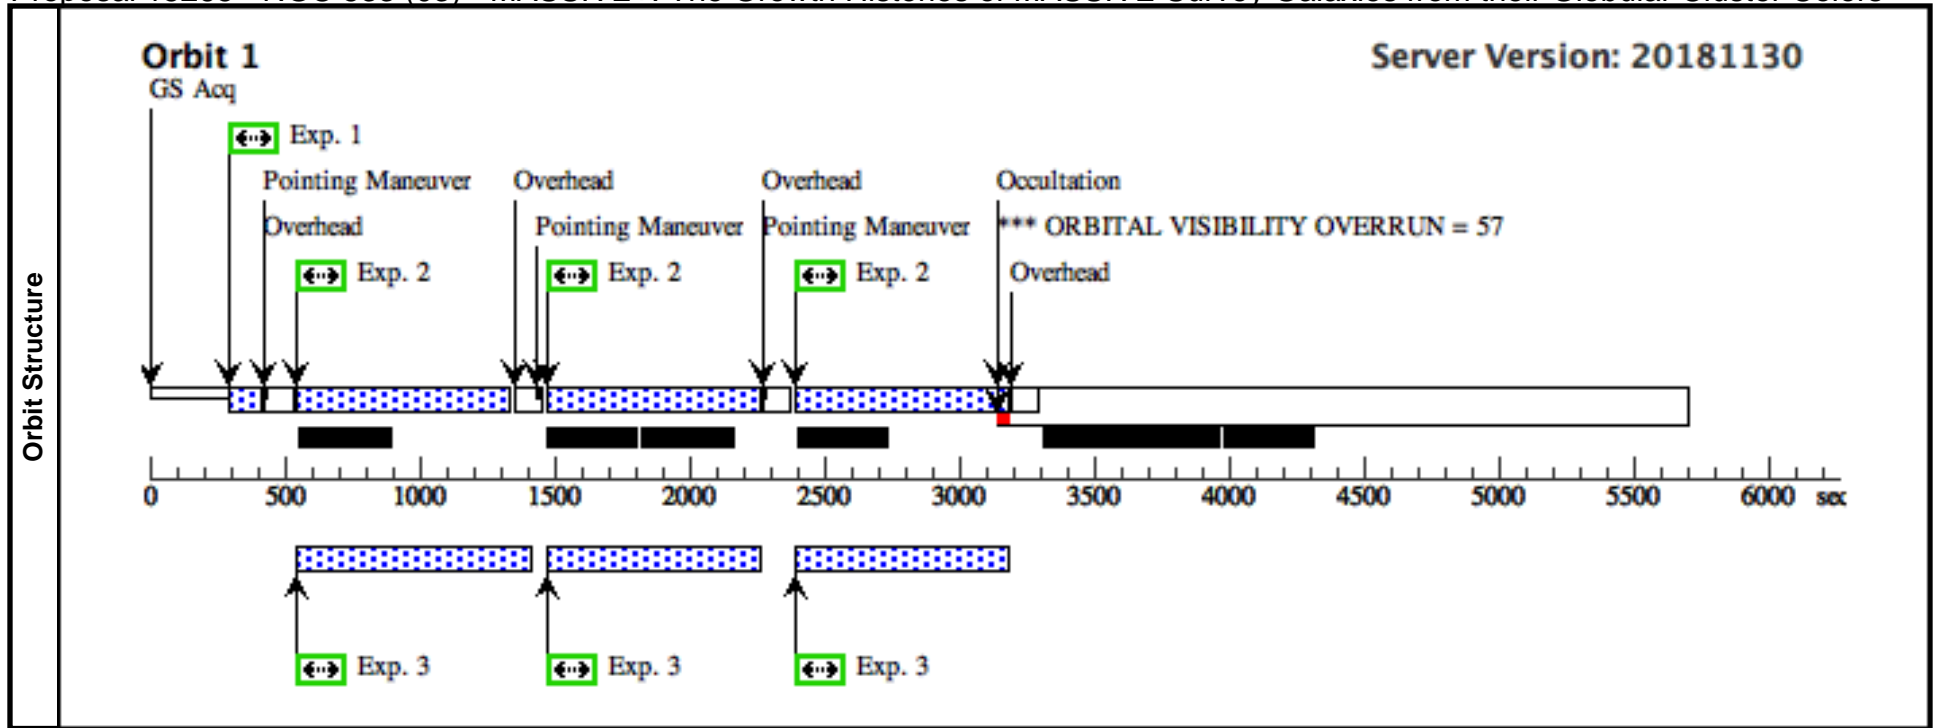 Orbit 1
Server Version: 20181130
GS Acq
Exp. 1
Pointing Maneuver
Overhead
Overhead
Occultation
Overhead
Pointing Maneuver
Pointing Maneuver
*** ORBITAL VISIBILITY OVERRUN = 57
Exp. 2
Exp. 2
Exp. 2
Overhead
Orbit Structure
0 500 1000 1500 2000 2500 3000 3500 4000 4500 5000 5500 6000 sec
Exp. 3
Exp. 3
Exp. 3